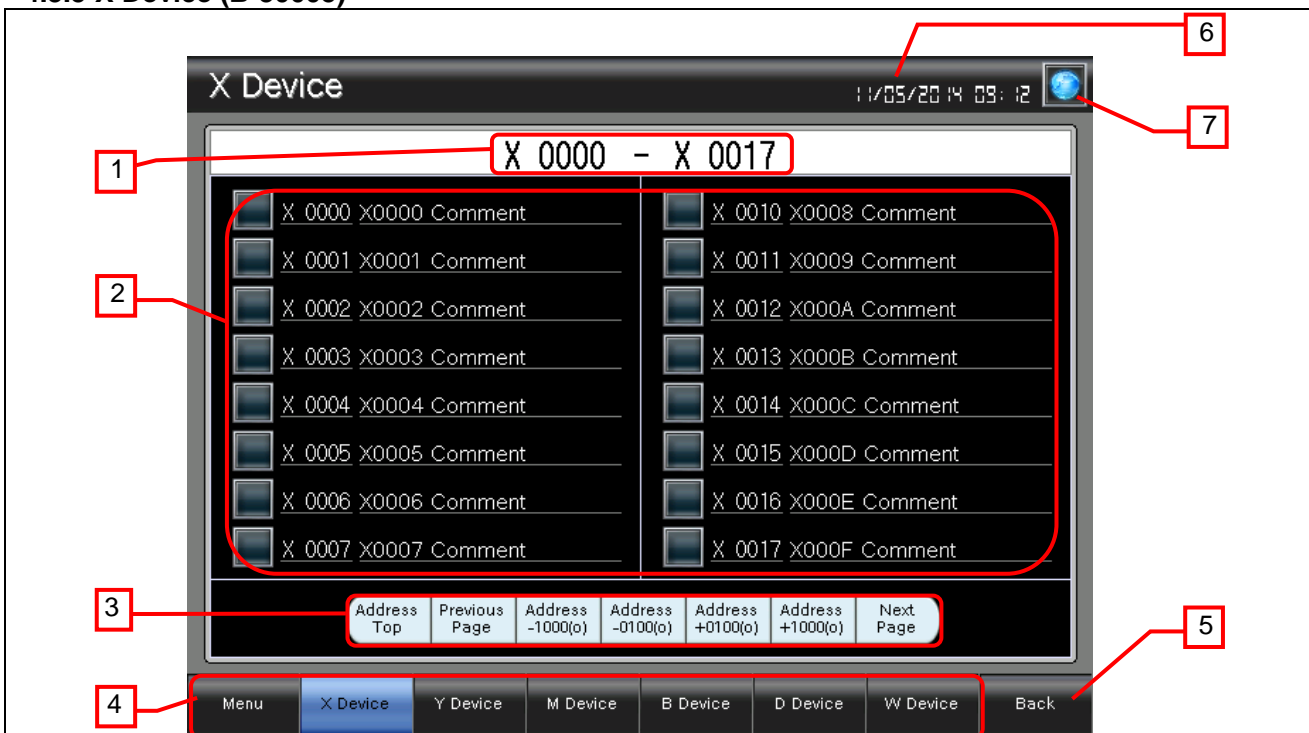 X Device
6
X Device
11/05/2014 09:12
7
1
X 0000 - X 0017
2
X 0000 X0000 Comment
X 0001 X0001 Comment
X 0002 X0002 Comment
X 0003 X0003 Comment
X 0004 X0004 Comment
X 0005 X0005 Comment
X 0006 X0006 Comment
X 0007 X0007 Comment
X 0010 X0008 Comment
X 0011 X0009 Comment
X 0012 X000A Comment
X 0013 X000B Comment
X 0014 X000C Comment
X 0015 X000D Comment
X 0016 X000E Comment
X 0017 X000F Comment
3
Address
Top
Previous
Page
Address
-1000(o)
Address
-0100(o)
Address
+0100(o)
Address
+1000(o)
Next
Page
5
4
Menu
X Device
Y Device
M Device
B Device
D Device
W Device
Back